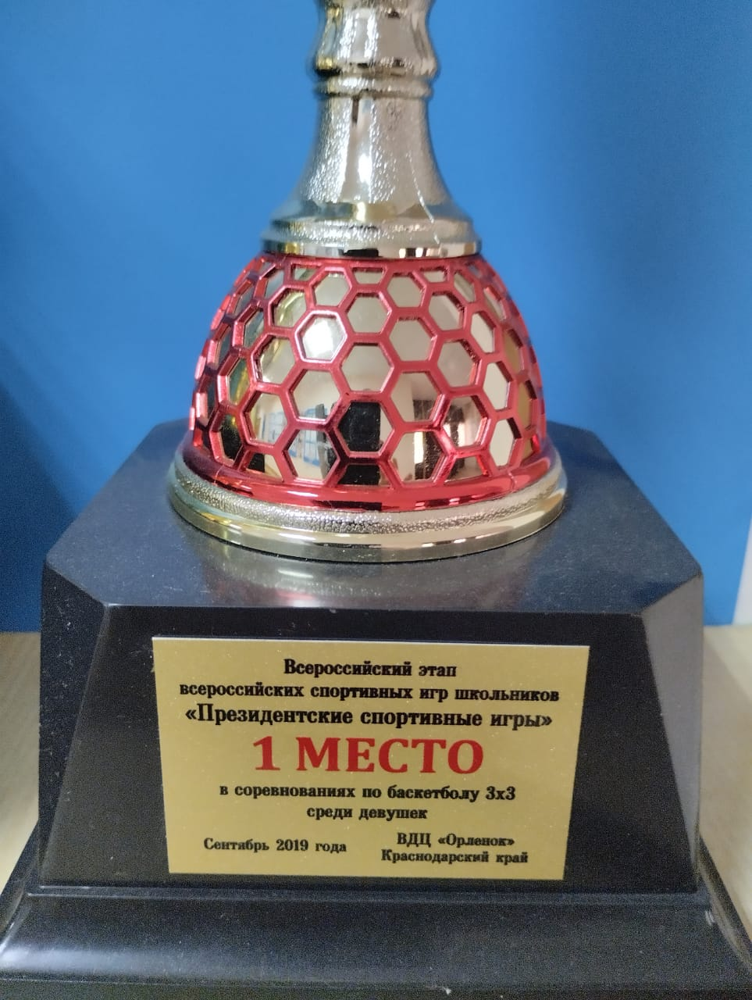 Всероссийский этап
всероссийских спортивных игр школьников
«Президентские спортивные игры»
1 МЕСТО
в соревнованиях по баскетболу 3х3
среди девушек
Сентябрь 2019 года
ВДЦ «Орленок»
Краснодарский край